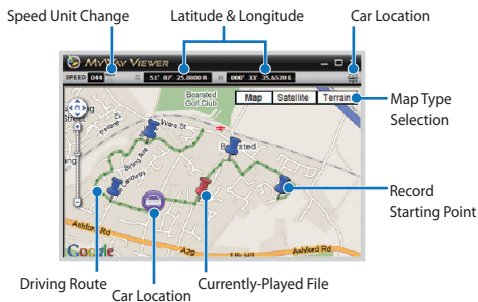 Speed Unit Change
Latitude & Longitude
Car Location
MyWay Viewer
SPEED 044 51° 07' 25.0000 N 000° 33' 35.6520 E
Map Satellite Terrain
Bearsted
Golf Club
Ware St
Bearsted
Ashford Rd
A20
Ashford Rd
Google
Map Type
Selection
Record
Starting Point
Driving Route
Car Location
Currently-Played File